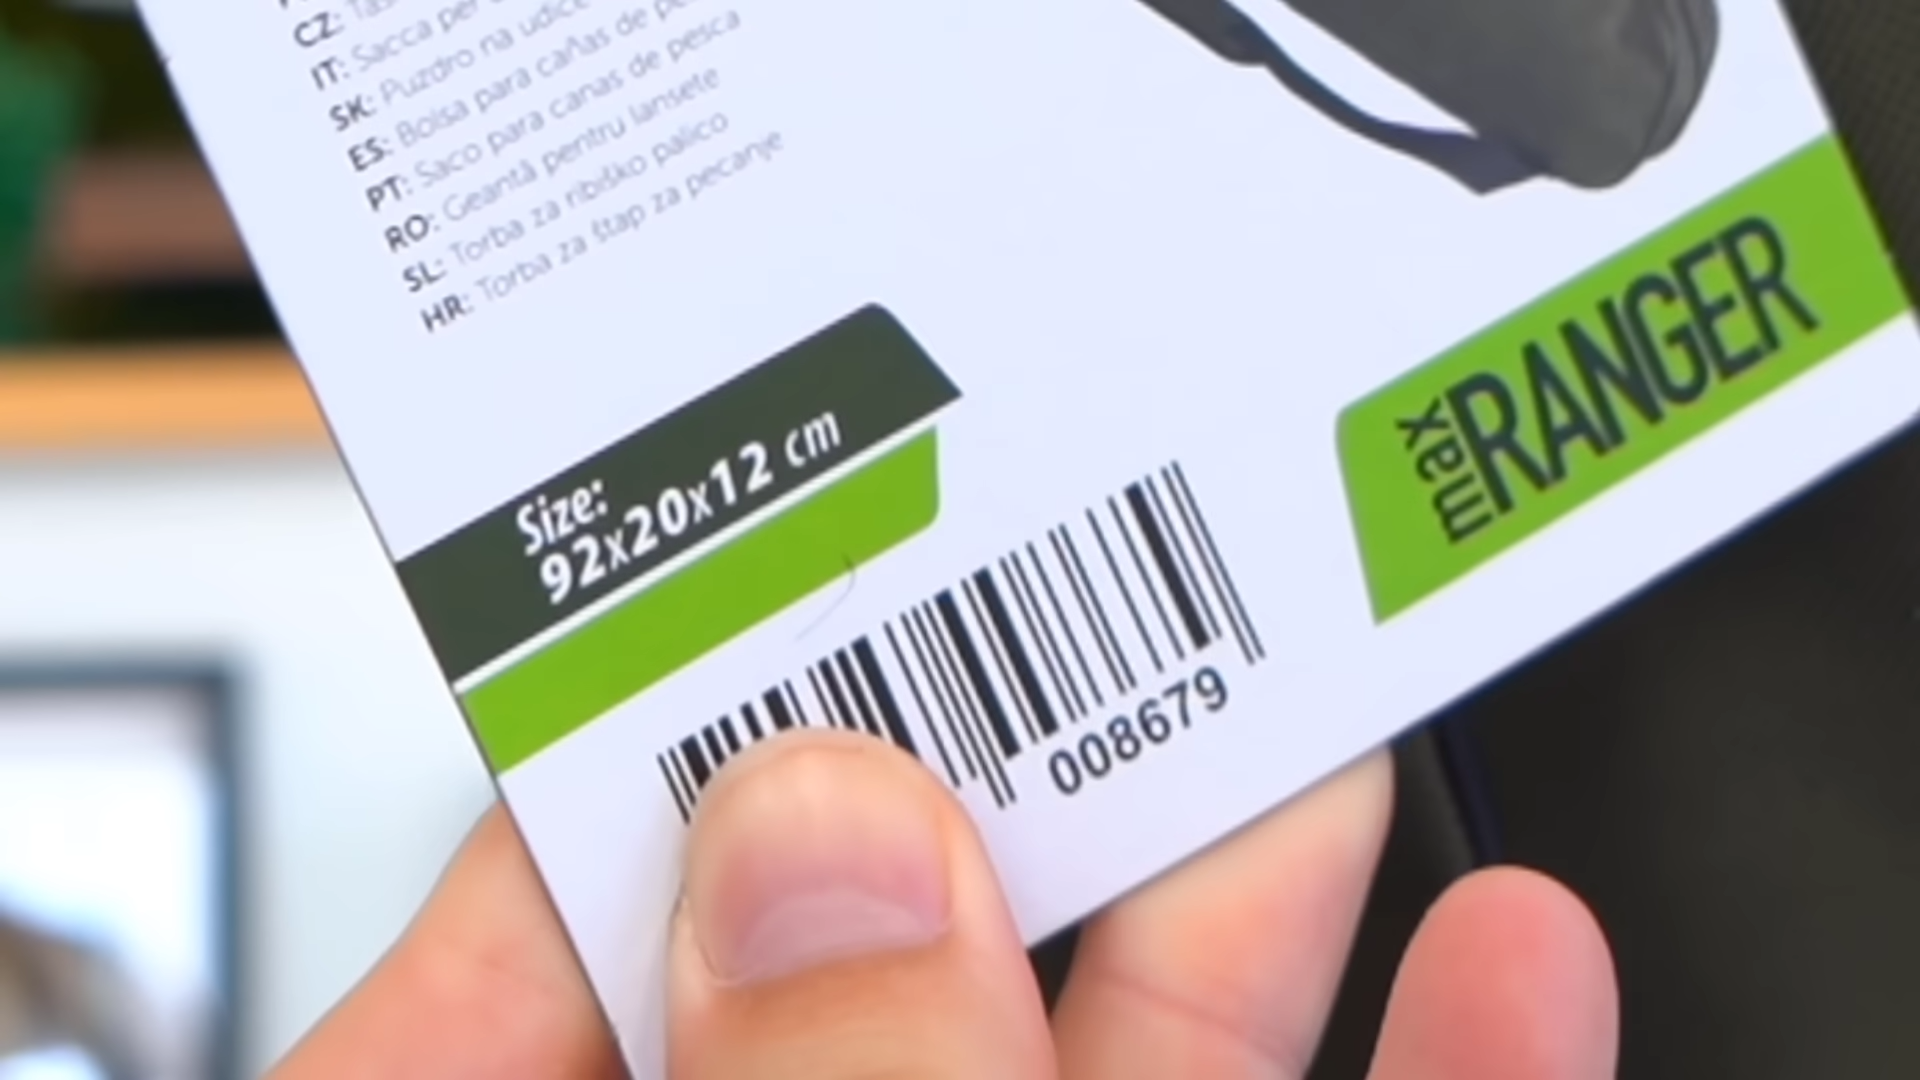 CZ:
IT: Sacca per
SK: Puzdro na udice
ES: Bolsa para cañas de
PT: Saco para canas de pesca
RO: Geantă pentru lansete
SL: Torba za ribiško palico
HR: Torba za štap za pecanje
Size:
92x20x12 cm
max RANGER
008679